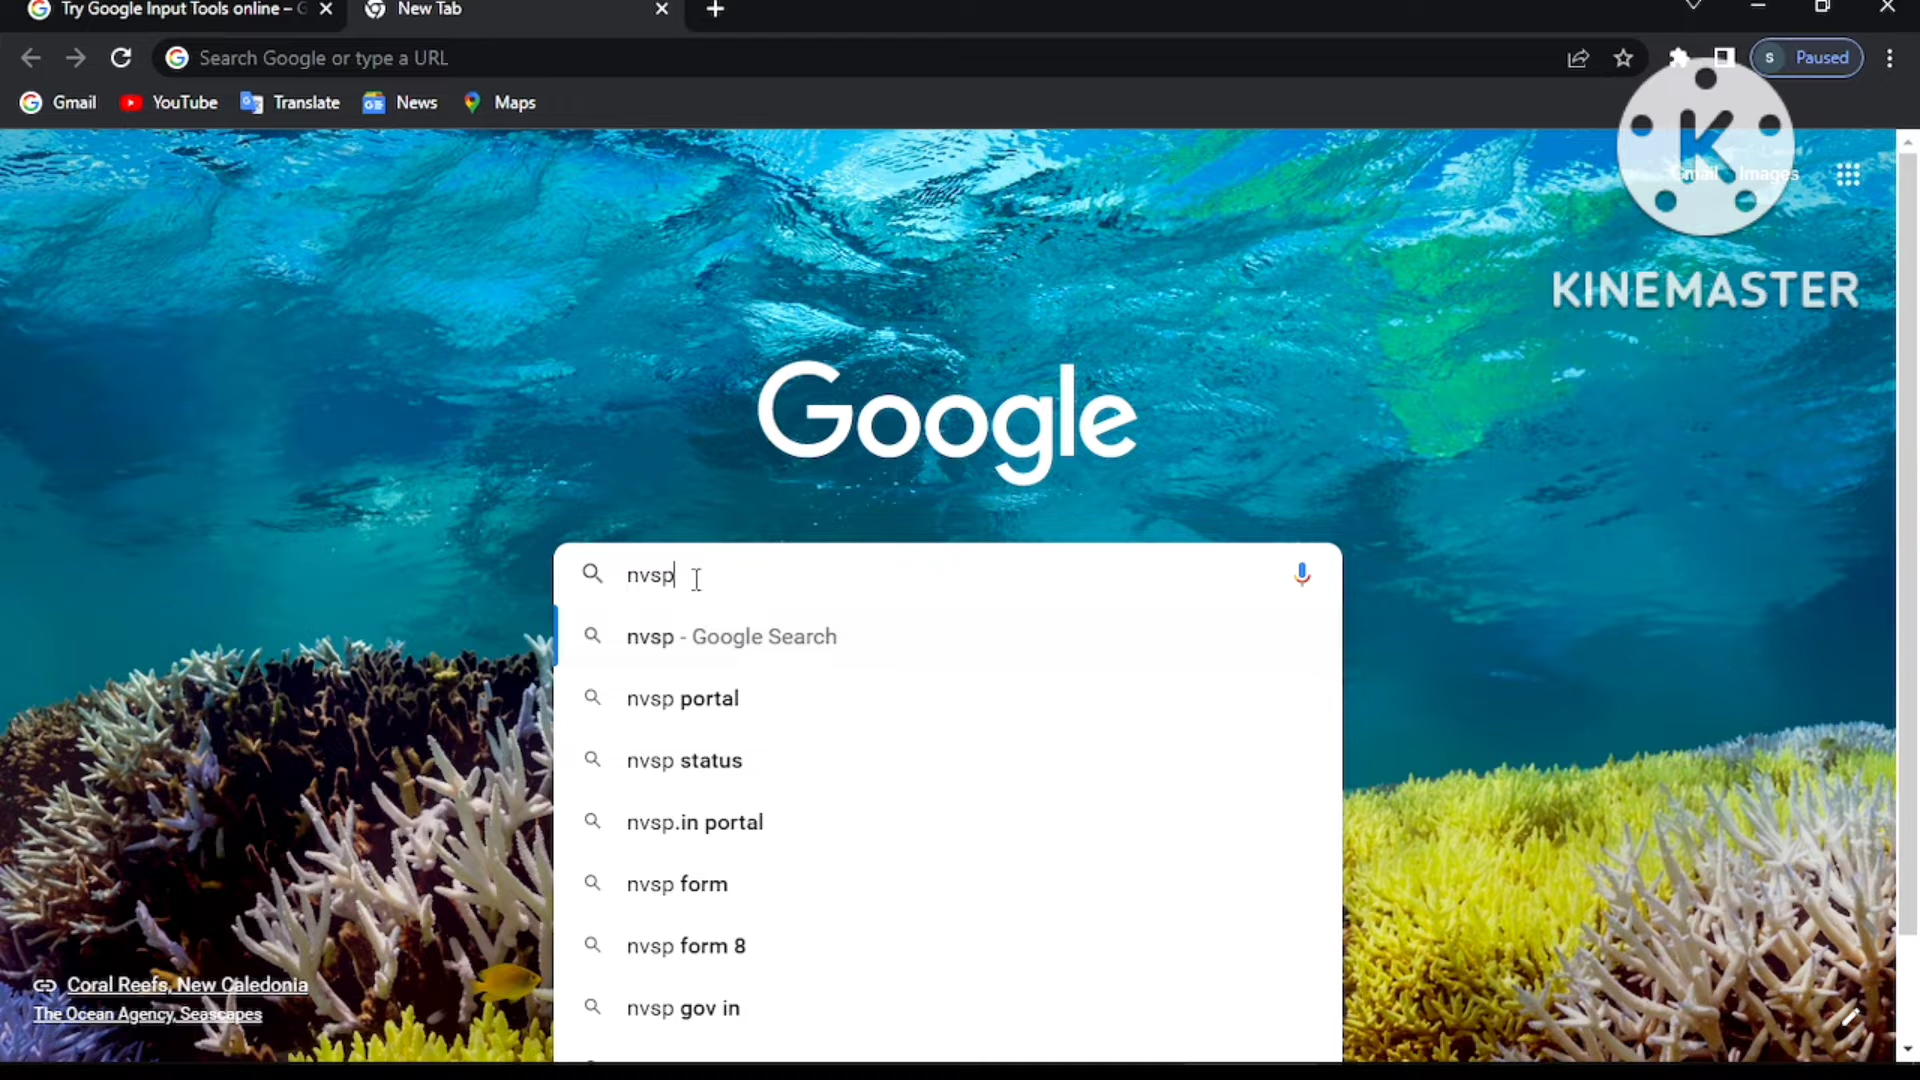 Try Google Input Tools online –
New Tab
Search Google or type a URL
S Paused
Gmail YouTube Translate News Maps
Gmail Images
K
KINEMASTER
Google
nvsp
nvsp - Google Search
nvsp portal
nvsp status
nvsp.in portal
nvsp form
nvsp form 8
nvsp gov in
Coral Reefs, New Caledonia
The Ocean Agency, Seascapes